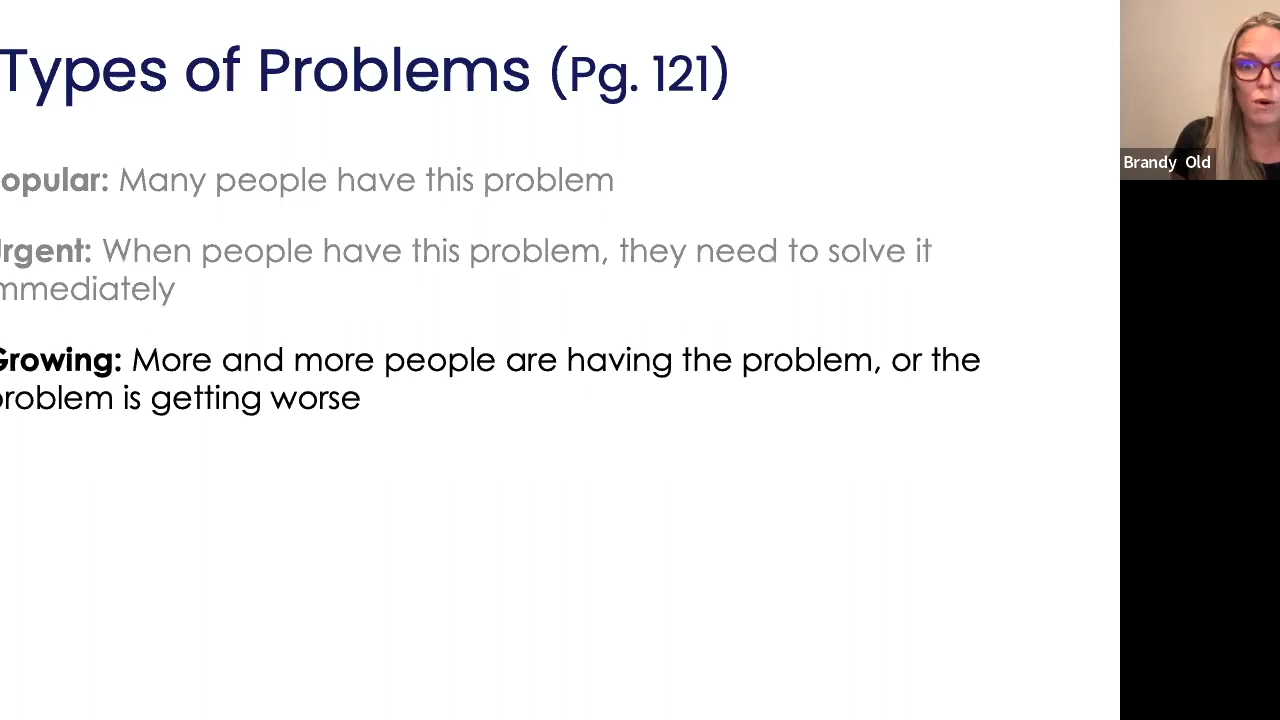 Types of Problems (Pg. 121)
opular: Many people have this problem
Urgent: When people have this problem, they need to solve it
mmediately
Growing: More and more people are having the problem, or the
problem is getting worse
Brandy Old